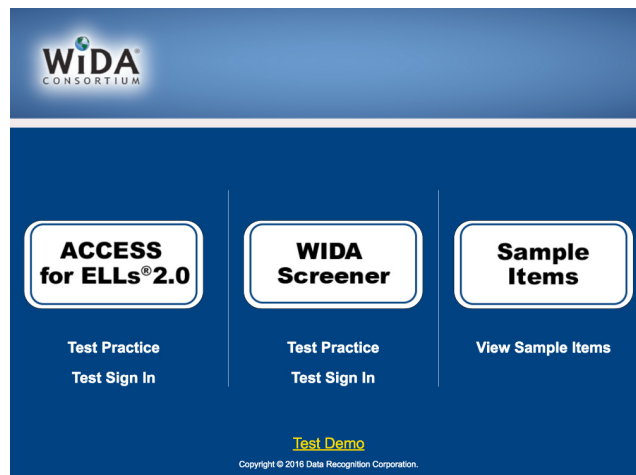 WiDA
CONSORTIUM
ACCESS
for ELLs®2.0
Test Practice
Test Sign In
WIDA
Screener
Test Practice
Test Sign In
Sample
Items
View Sample Items
Test Demo
Copyright © 2016 Data Recognition Corporation.